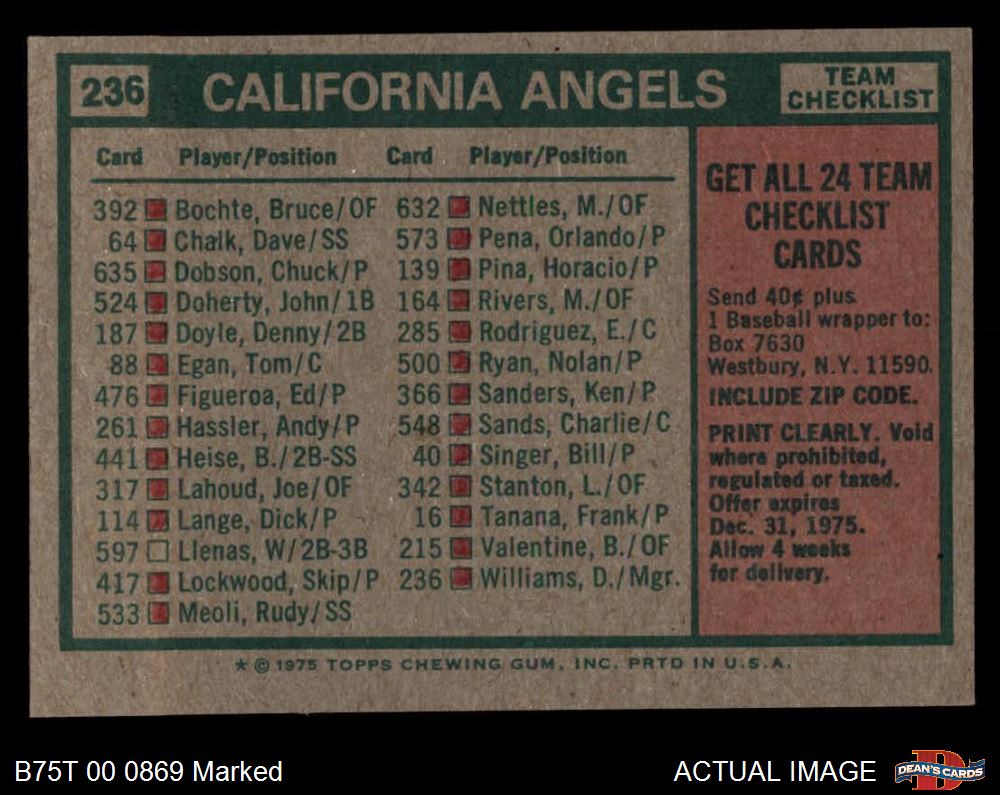 236 CALIFORNIA ANGELS TEAM CHECKLIST
Card Player/Position Card Player/Position
392 Bochte, Bruce/OF
64 Chalk, Dave/SS
635 Dobson, Chuck/P
524 Doherty, John/1B
187 Doyle, Denny/2B
88 Egan, Tom/C
476 Figueroa, Ed/P
261 Hassler, Andy/P
441 Heise, B./2B-SS
317 Lahoud, Joe/OF
114 Lange, Dick/P
597 Llenas, W/2B-3B
417 Lockwood, Skip/P
533 Meoli, Rudy/SS
632 Nettles, M./OF
573 Pena, Orlando/P
139 Pina, Horacio/P
164 Rivers, M./OF
285 Rodriguez, E./C
500 Ryan, Nolan/P
366 Sanders, Ken/P
548 Sands, Charlie/C
40 Singer, Bill/P
342 Stanton, L./OF
16 Tanana, Frank/P
215 Valentine, B./OF
236 Williams, D./Mgr.
GET ALL 24 TEAM
CHECKLIST
CARDS
Send 40¢ plus
1 Baseball wrapper to:
Box 7630
Westbury, N.Y. 11590.
INCLUDE ZIP CODE.
PRINT CLEARLY. Void
where prohibited,
regulated or taxed.
Offer expires
Dec. 31, 1975.
Allow 4 weeks
for delivery.
* © 1975 TOPPS CHEWING GUM, INC. PRTD IN U.S.A.
B75T 00 0869 Marked
ACTUAL IMAGE
D
DEAN'S CARDS